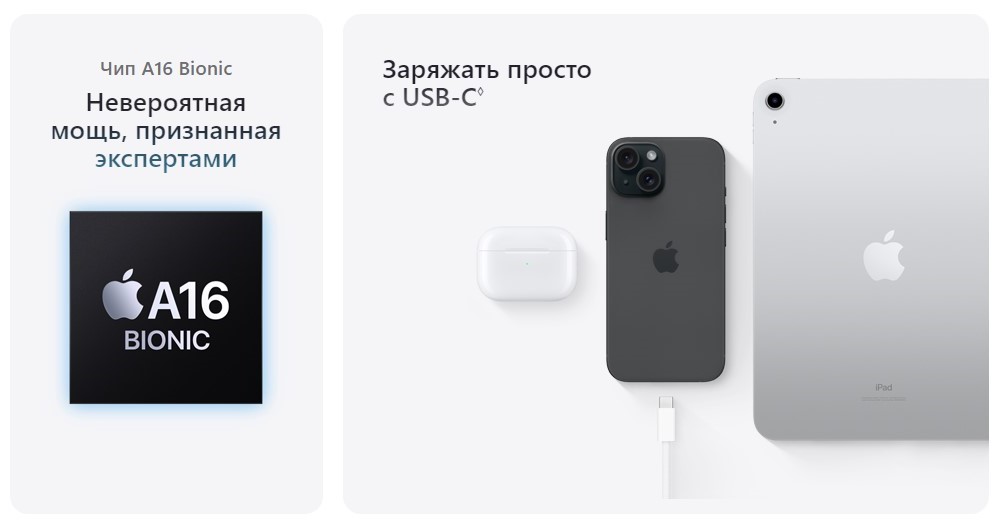 Чип A16 Bionic
Невероятная
мощь, признанная
экспертами
A16
BIONIC
Заряжать просто
с USB-C◊
iPad